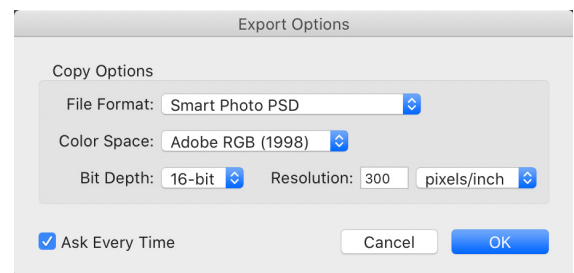 Export Options
Copy Options
File Format: Smart Photo PSD
Color Space: Adobe RGB (1998)
Bit Depth: 16-bit Resolution: 300 pixels/inch
Ask Every Time Cancel OK